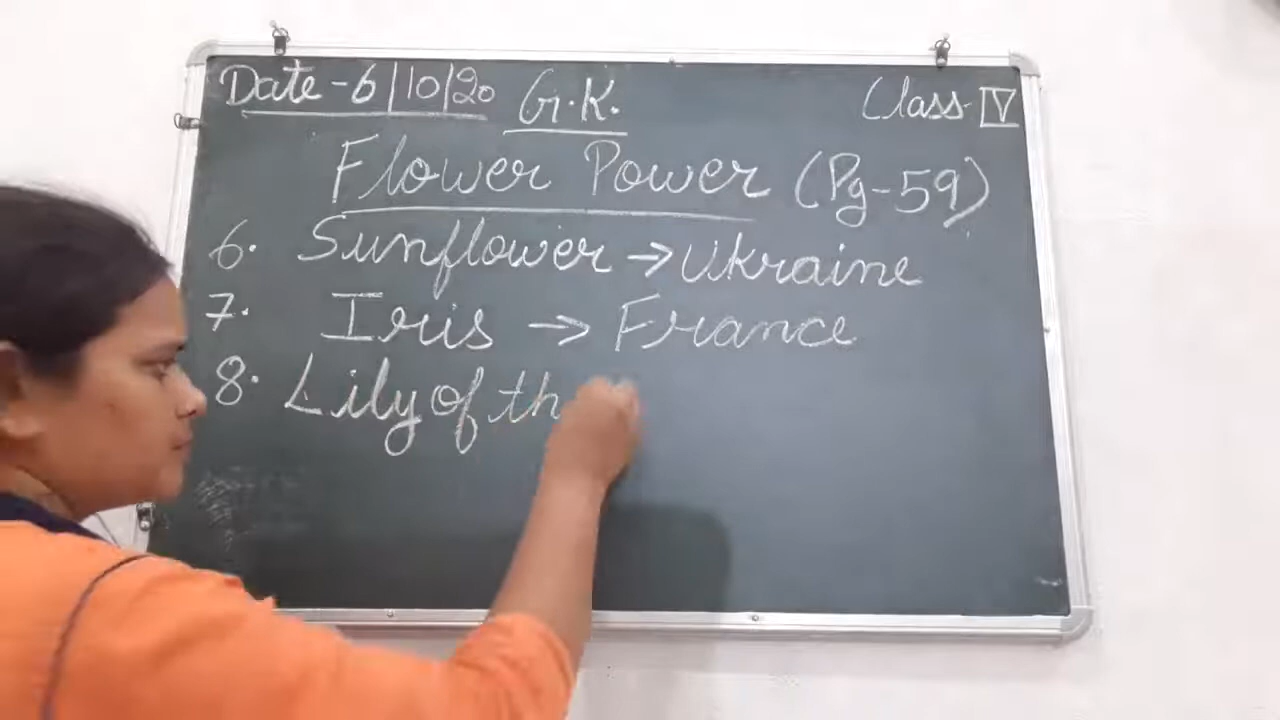 Date-6/10/20 G.K. Class-V
Flower Power (Pg-59)
6. Sunflower → Ukraine
7. Iris → France
8. Lily of th